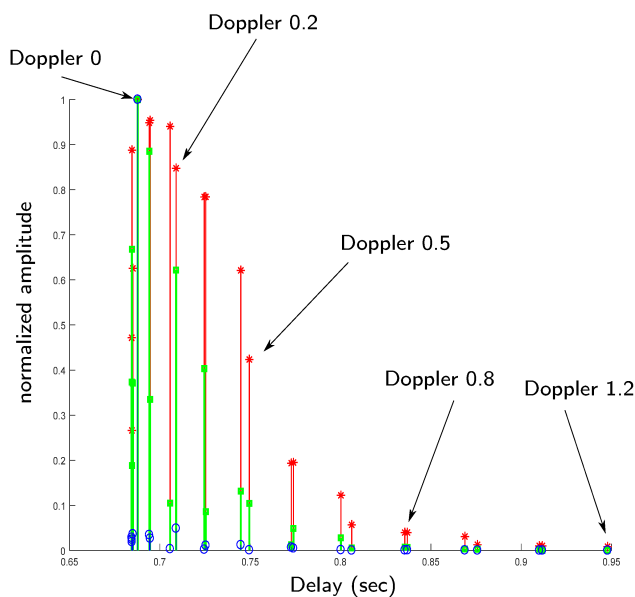 Doppler 0.2
Doppler 0
1
0.9
0.8
0.7
0.6
0.5
0.4
0.3
0.2
0.1
0
normalized amplitude
Doppler 0.5
Doppler 0.8
Doppler 1.2
0.65
0.7
0.75
0.8
0.85
0.9
0.95
Delay (sec)